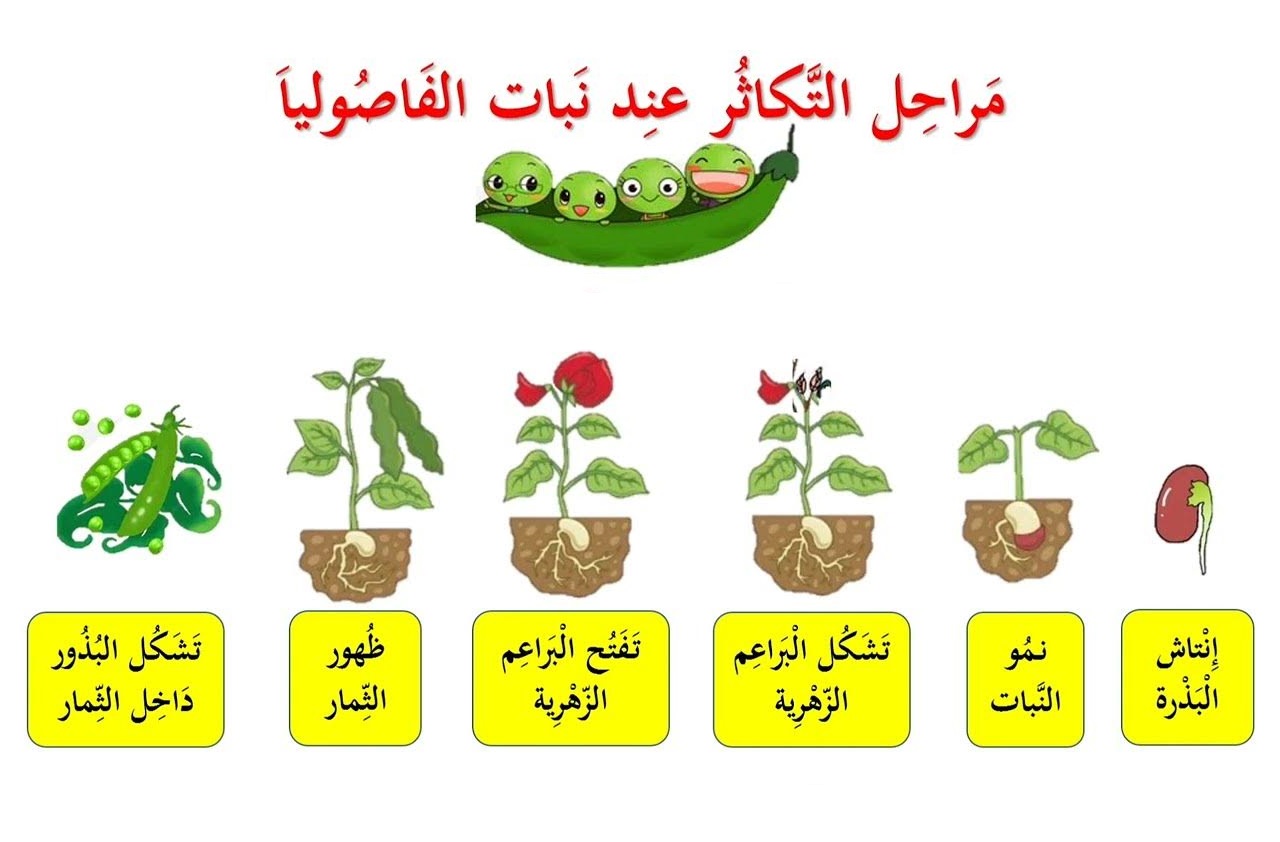 مَراحِل التَّكاثُر عنِد نَبات الفَاصُولياَ
إِنْتاش
الْبَذْرة
نمُو
النَّبات
تَشَكُل الْبَراعِم
الزّهْرِية
تَفَتُح الْبَراعِم
الزّهْرِية
ظُهور
الثِّمار
تَشَكُل البُذُور
دَاخِل الثِّمار